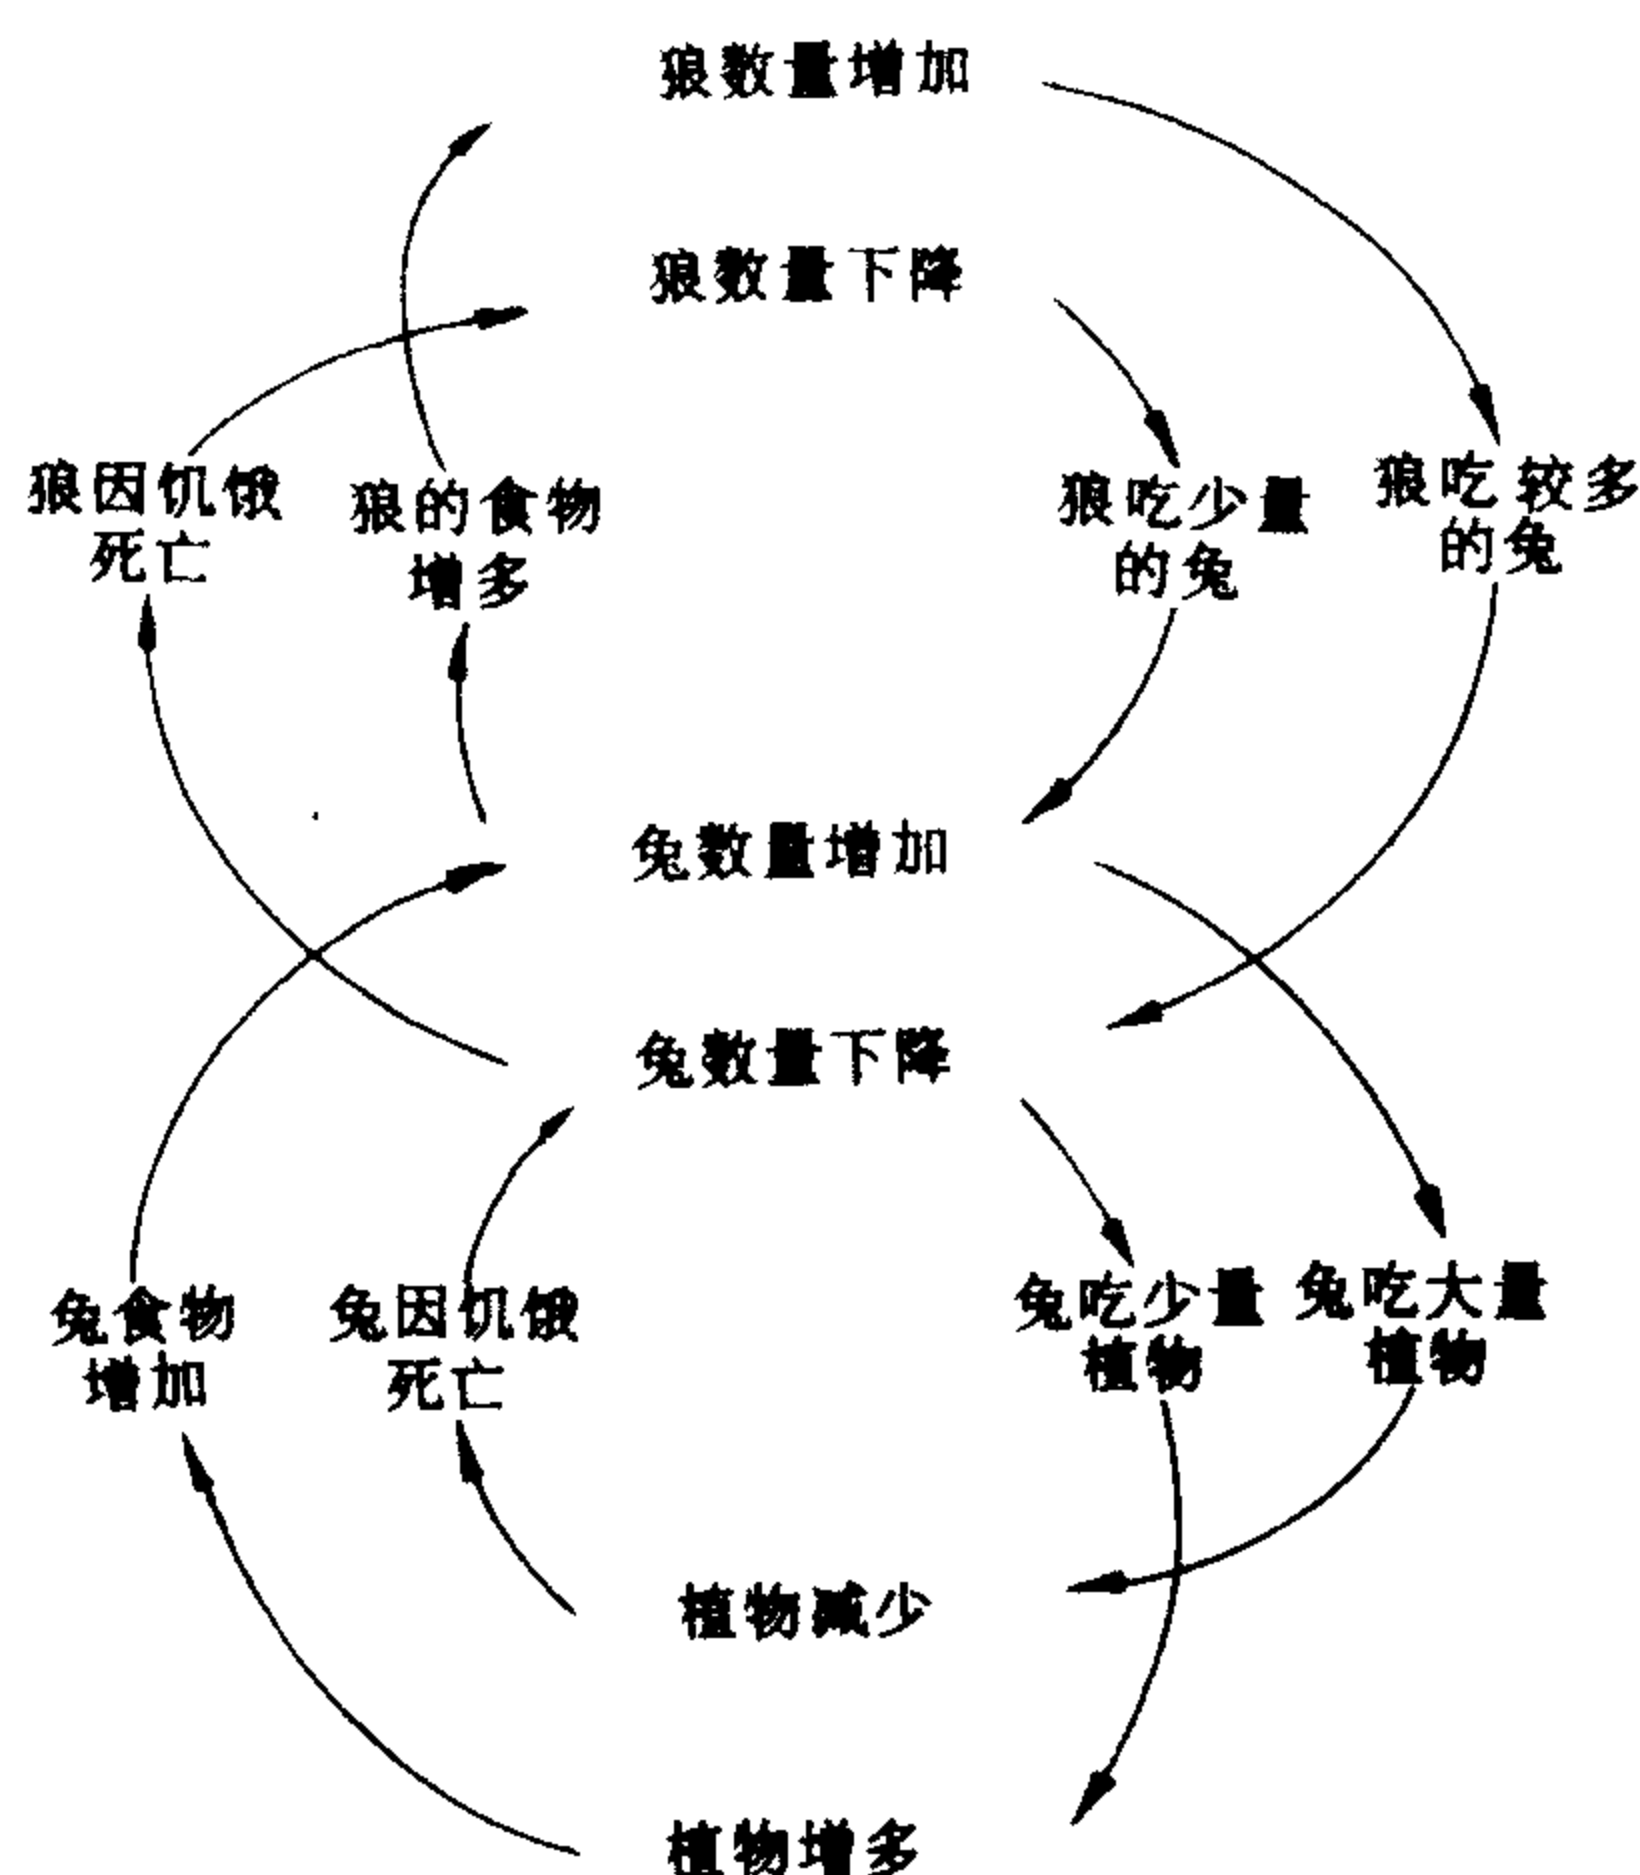 狼数量增加
狼数量下降
狼因饥饿
死亡
狼的食物
增多
狼吃少量
的兔
狼吃较多
的兔
兔数量增加
兔数量下降
兔食物
增加
兔因饥饿
死亡
兔吃少量
植物
兔吃大量
植物
植物减少
植物增多